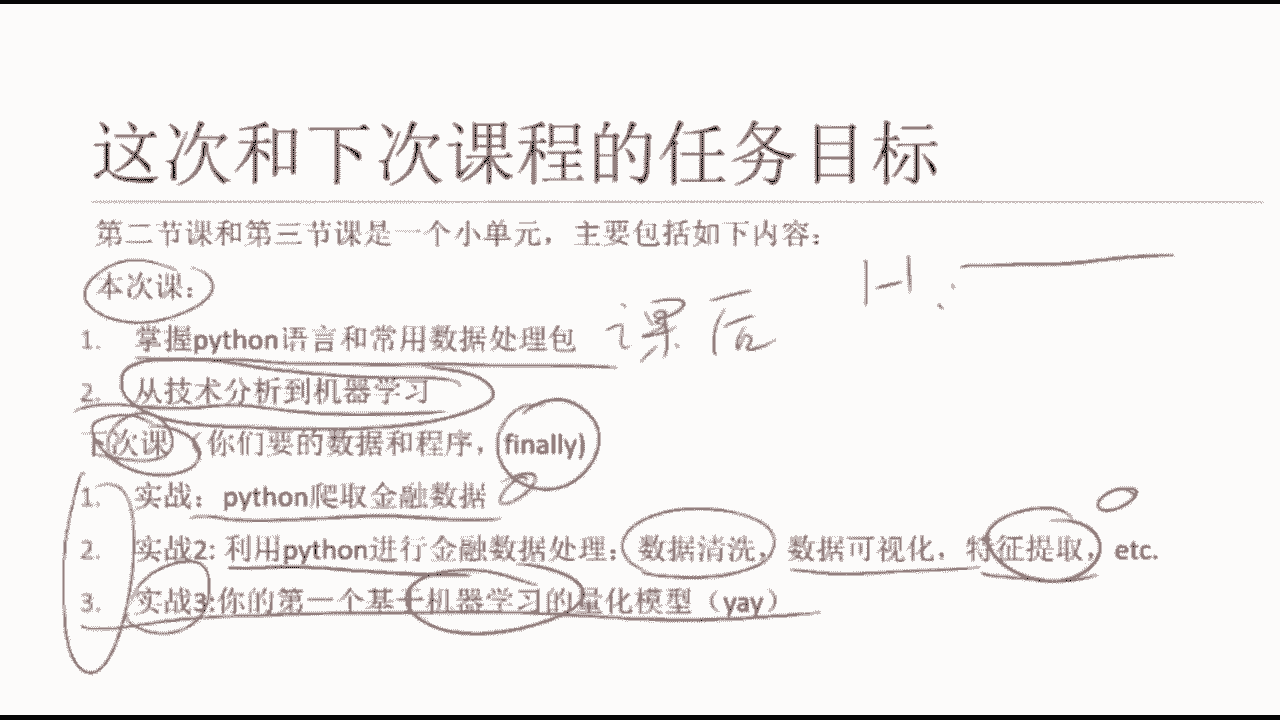 这次和下次课程的任务目标
第二节课和第三节课是一个小单元，主要包括如下内容：
本次课：
1. 掌握python语言和常用数据处理包 课后
2. 从技术分析到机器学习
下次课（你们要的数据和程序，finally)
1. 实战：python爬取金融数据
2. 实战2: 利用python进行金融数据处理：数据清洗，数据可视化，特征提取，etc.
3. 实战3:你的第一个基于机器学习的量化模型（yay）